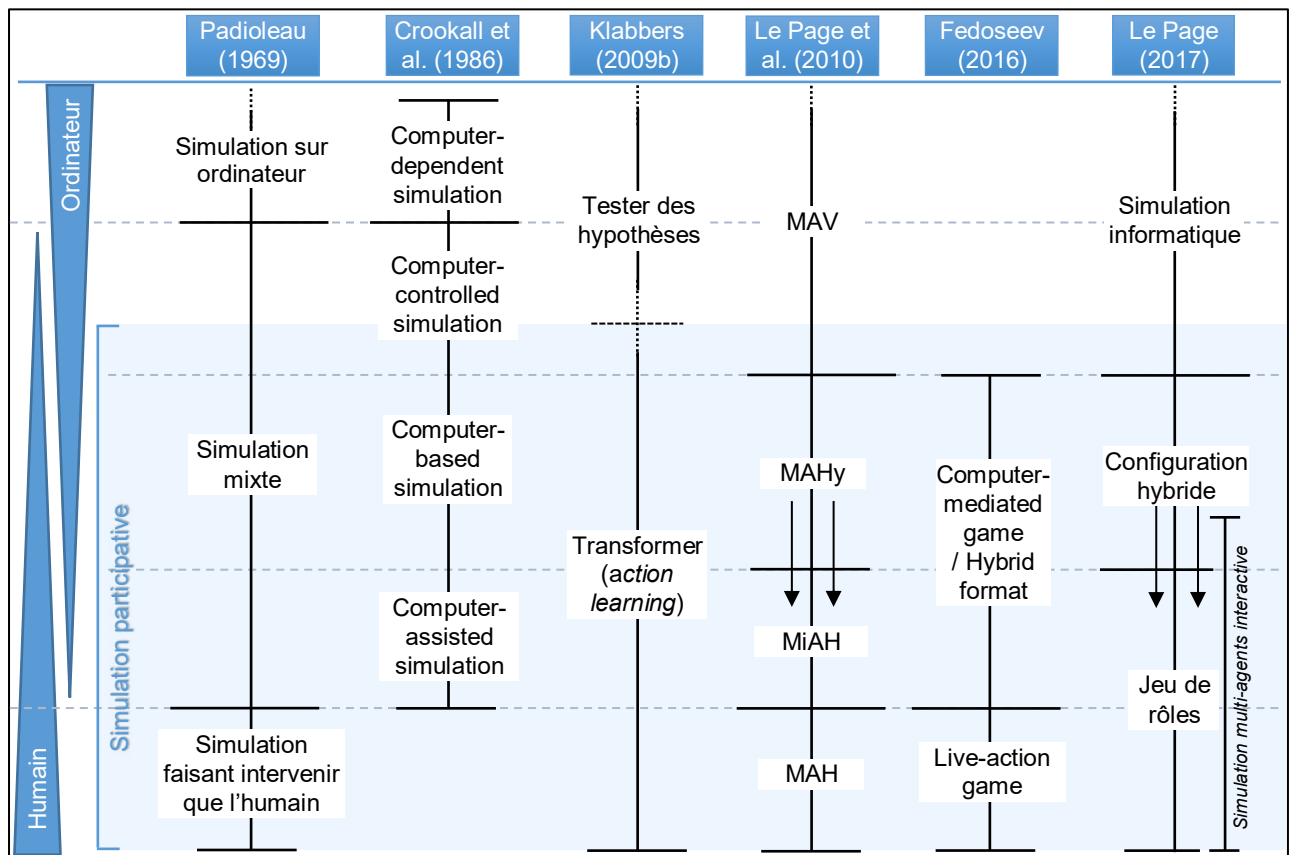 Padioleau
(1969)
Crookall et
al. (1986)
Klabbers
(2009b)
Le Page et
al. (2010)
Fedoseev
(2016)
Le Page
(2017)
Ordinateur
Humain
Simulation participative
Simulation sur
ordinateur
Simulation
mixte
Simulation
faisant intervenir
que l'humain
Computer-
dependent
simulation
Computer-
controlled
simulation
Computer-
based
simulation
Computer-
assisted
simulation
Tester des
hypothèses
Transformer
(action
learning)
MAV
MAHy
MiAH
MAH
Computer-
mediated
game
/ Hybrid
format
Live-action
game
Simulation
informatique
Configuration
hybride
Jeu de
rôles
Simulation multi-agents interactive